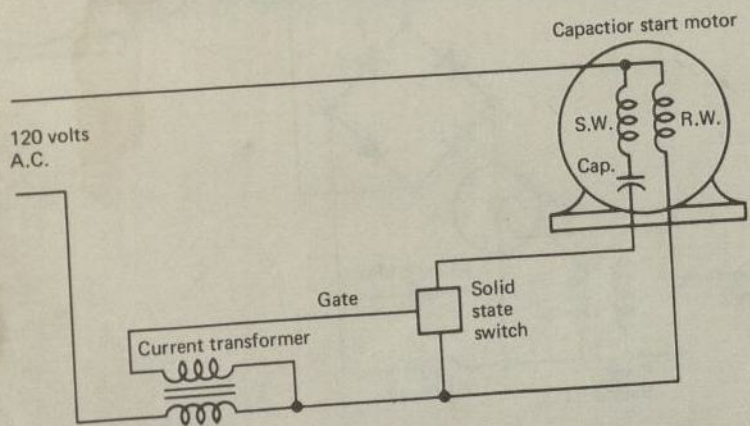 Capactior start motor
120 volts
A.C.
S.W.
R.W.
Cap.
Solid
state
switch
Gate
Current transformer